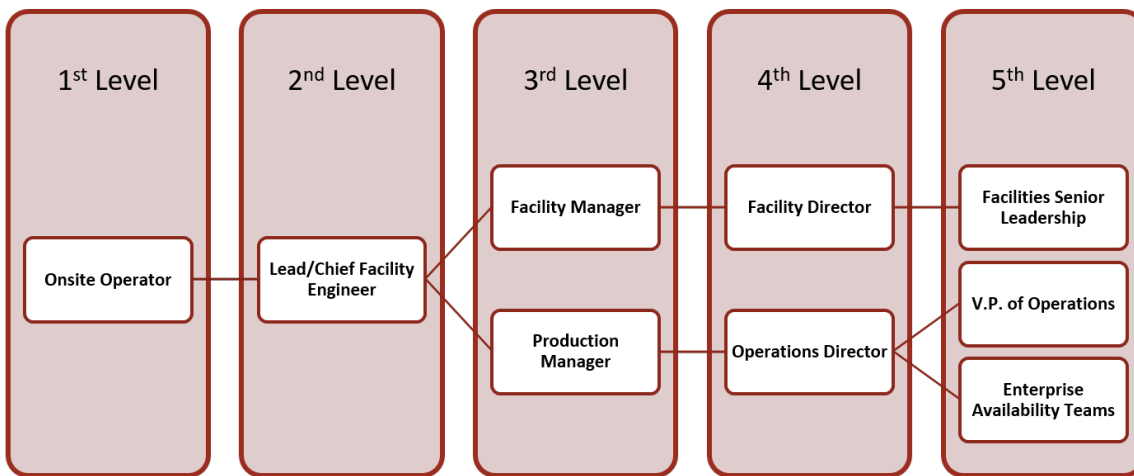 1st Level
2nd Level
3rd Level
4th Level
5th Level
Onsite Operator
Lead/Chief Facility
Engineer
Facility Manager
Production
Manager
Facility Director
Operations Director
Facilities Senior
Leadership
V.P. of Operations
Enterprise
Availability Teams